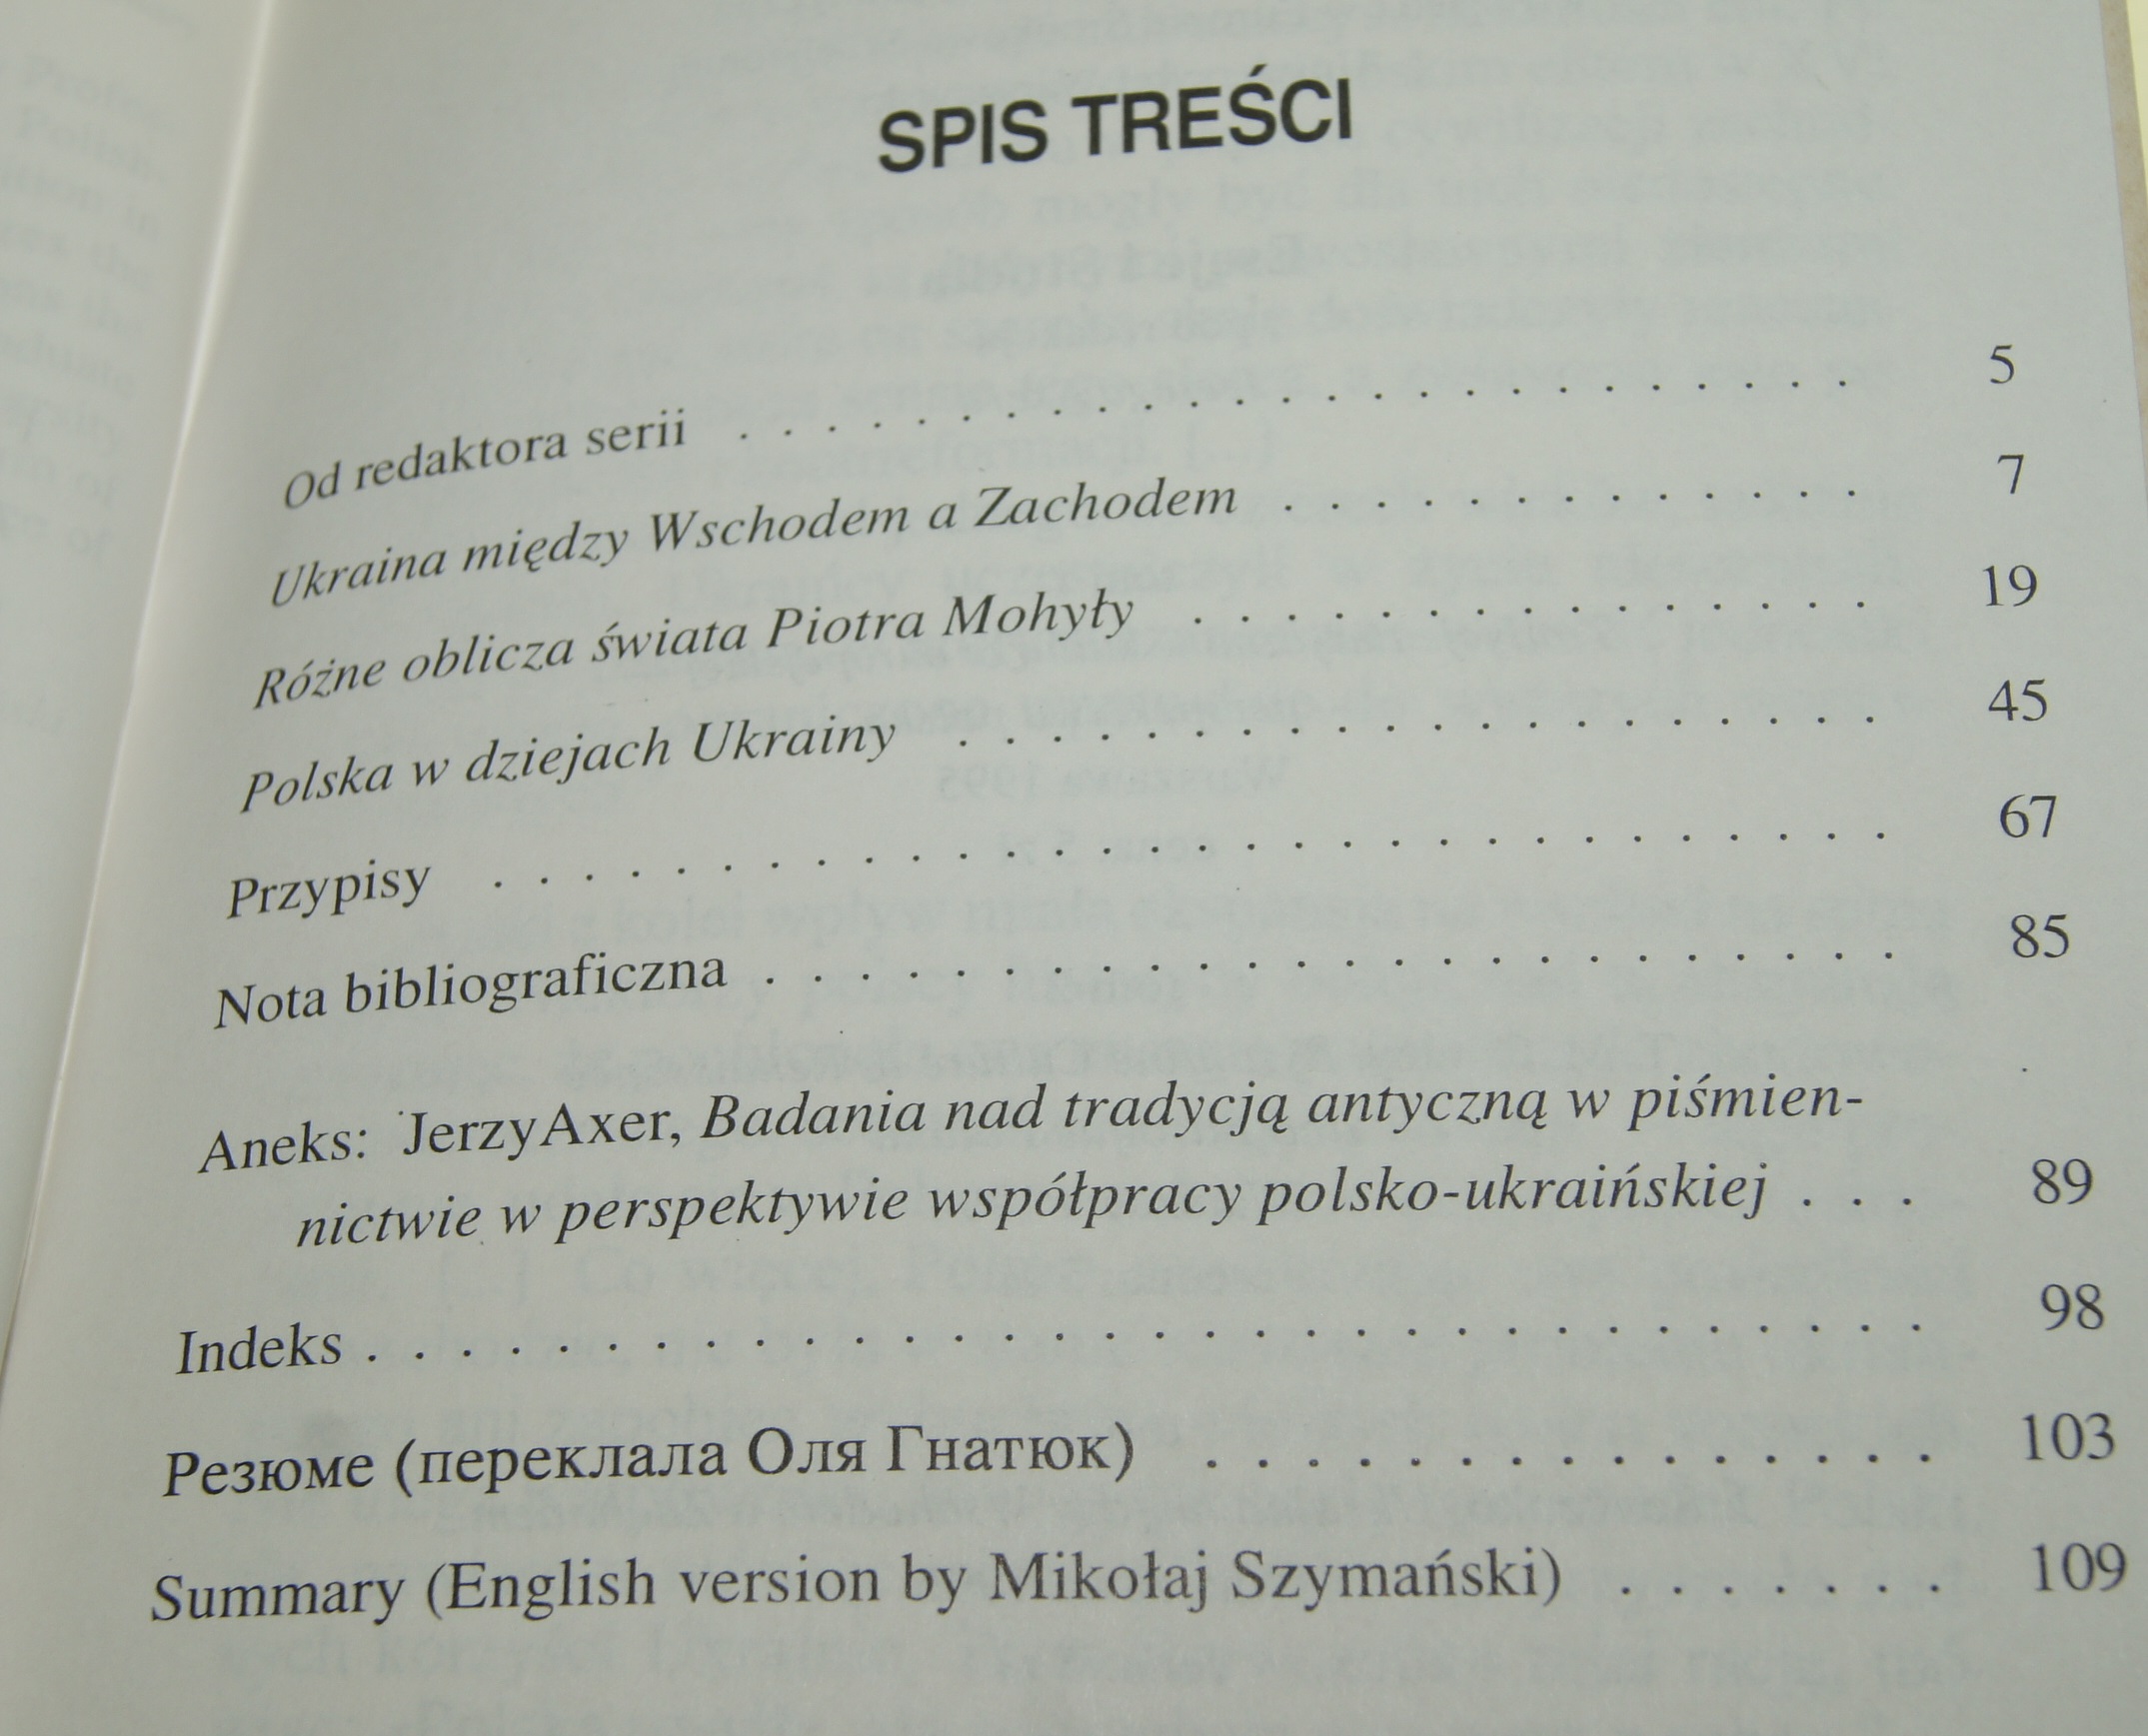 SPIS TREŚCI
Od redaktora serii . . . . . . . . . . . . . . . . . . . . . . . . . 5
Ukraina między Wschodem a Zachodem . . . . . . . . . . . . . 7
Różne oblicza świata Piotra Mohyły . . . . . . . . . . . . . . . 19
Polska w dziejach Ukrainy . . . . . . . . . . . . . . . . . . . . 45
Przypisy . . . . . . . . . . . . . . . . . . . . . . . . . . . . . . 67
Nota bibliograficzna . . . . . . . . . . . . . . . . . . . . . . . . 85
Aneks: Jerzy Axer, Badania nad tradycją antyczną w piśmien-
nictwie w perspektywie współpracy polsko-ukraińskiej . . . 89
Indeks . . . . . . . . . . . . . . . . . . . . . . . . . . . . . . . . . 98
Резюме (переклала Оля Гнатюк) . . . . . . . . . . . . . . . 103
Summary (English version by Mikołaj Szymański) . . . . . . . 109